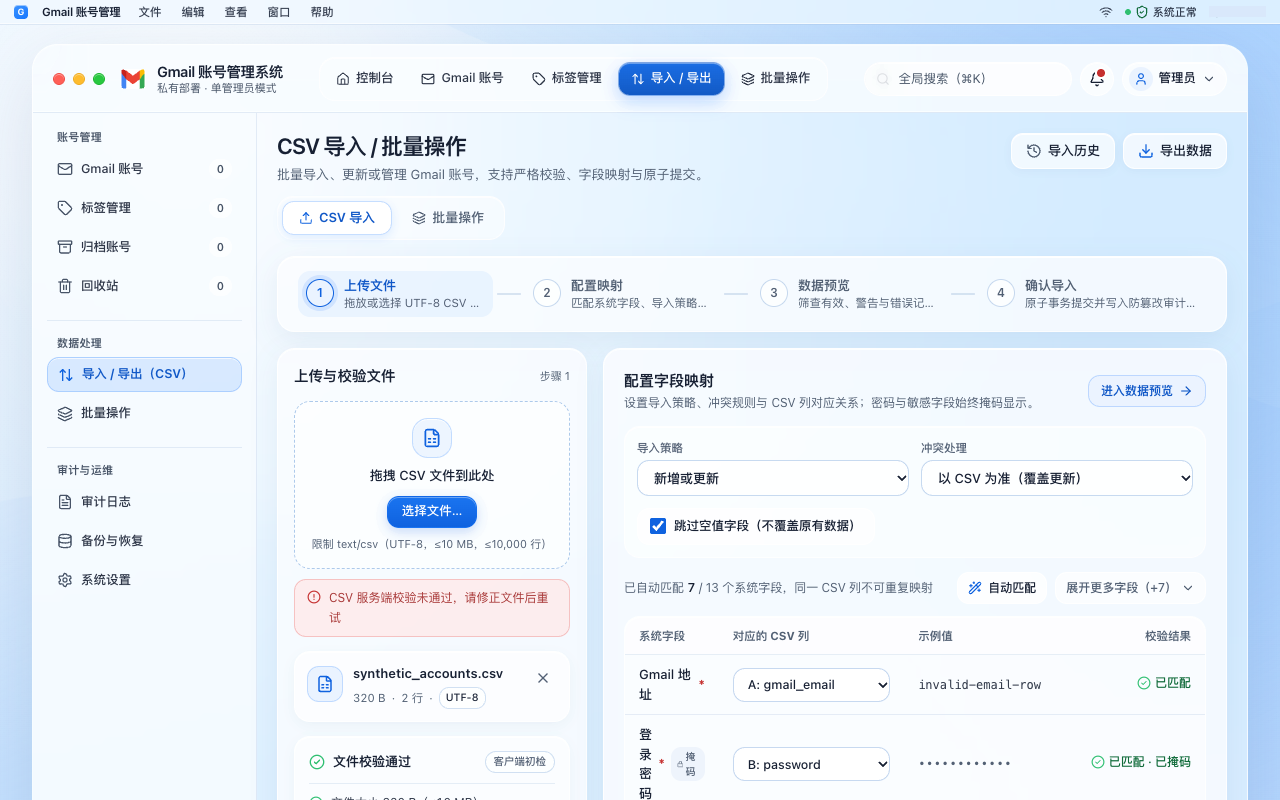 G Gmail 账号管理 文件 编辑 查看 窗口 帮助 系统正常
Gmail 账号管理系统
私有部署 · 单管理员模式
控制台 Gmail 账号 标签管理 导入 / 导出 批量操作 全局搜索（⌘K） 管理员
账号管理
Gmail 账号 0
标签管理 0
归档账号 0
回收站 0
数据处理
导入 / 导出（CSV）
批量操作
审计与运维
审计日志
备份与恢复
系统设置
CSV 导入 / 批量操作
批量导入、更新或管理 Gmail 账号，支持严格校验、字段映射与原子提交。
导入历史 导出数据
CSV 导入 批量操作
1 上传文件
拖放或选择 UTF-8 CSV ...
2 配置映射
匹配系统字段、导入策略...
3 数据预览
筛查有效、警告与错误记...
4 确认导入
原子事务提交并写入防篡改审计...
上传与校验文件 步骤 1
拖拽 CSV 文件到此处
选择文件...
限制 text/csv（UTF-8，≤10 MB，≤10,000 行）
CSV 服务端校验未通过，请修正文件后重
试
synthetic_accounts.csv
320 B · 2 行 · UTF-8
文件校验通过 客户端初检
配置字段映射
设置导入策略、冲突规则与 CSV 列对应关系；密码与敏感字段始终掩码显示。
进入数据预览
导入策略 冲突处理
新增或更新 以 CSV 为准（覆盖更新）
跳过空值字段（不覆盖原有数据）
已自动匹配 7 / 13 个系统字段，同一 CSV 列不可重复映射 自动匹配 展开更多字段（+7）
系统字段 对应的 CSV 列 示例值 校验结果
Gmail 地
址 * A: gmail_email invalid-email-row 已匹配
登
录
密
码 * 掩
码 B: password •••••••••••• 已匹配 · 已掩码